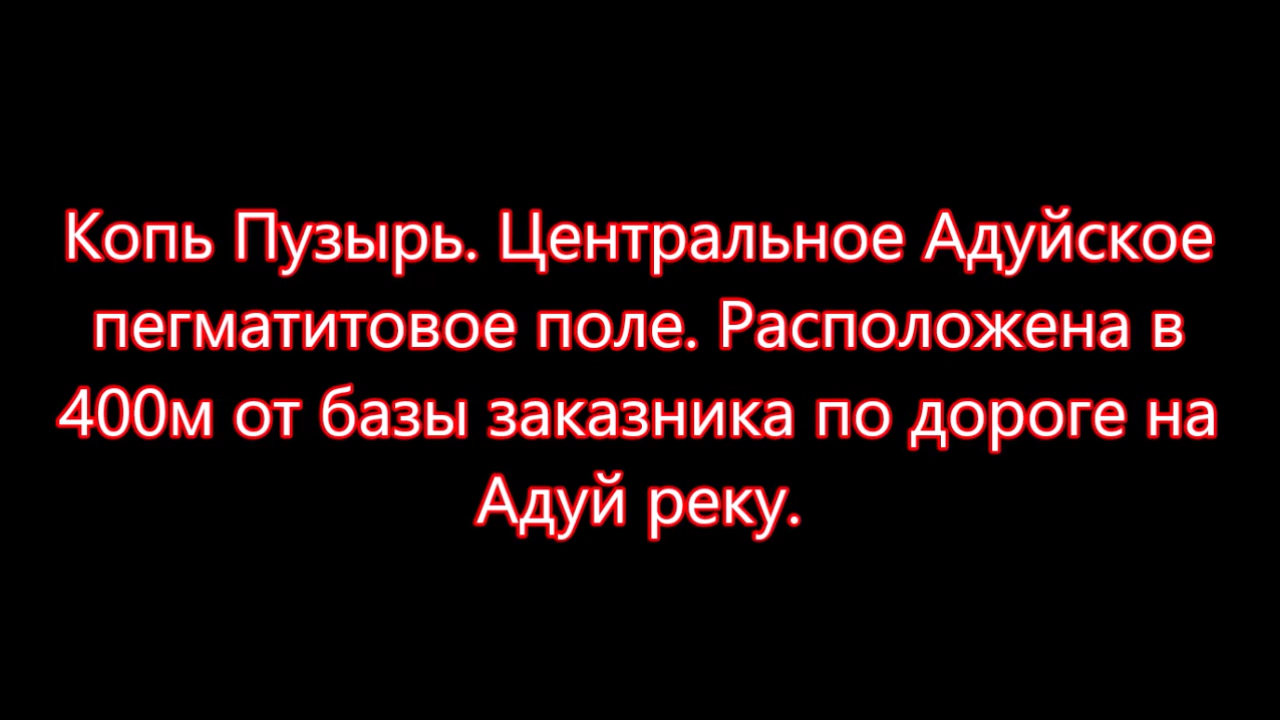 Копь Пузырь. Центральное Адуйское
пегматитовое поле. Расположена в
400м от базы заказника по дороге на
Адуй реку.